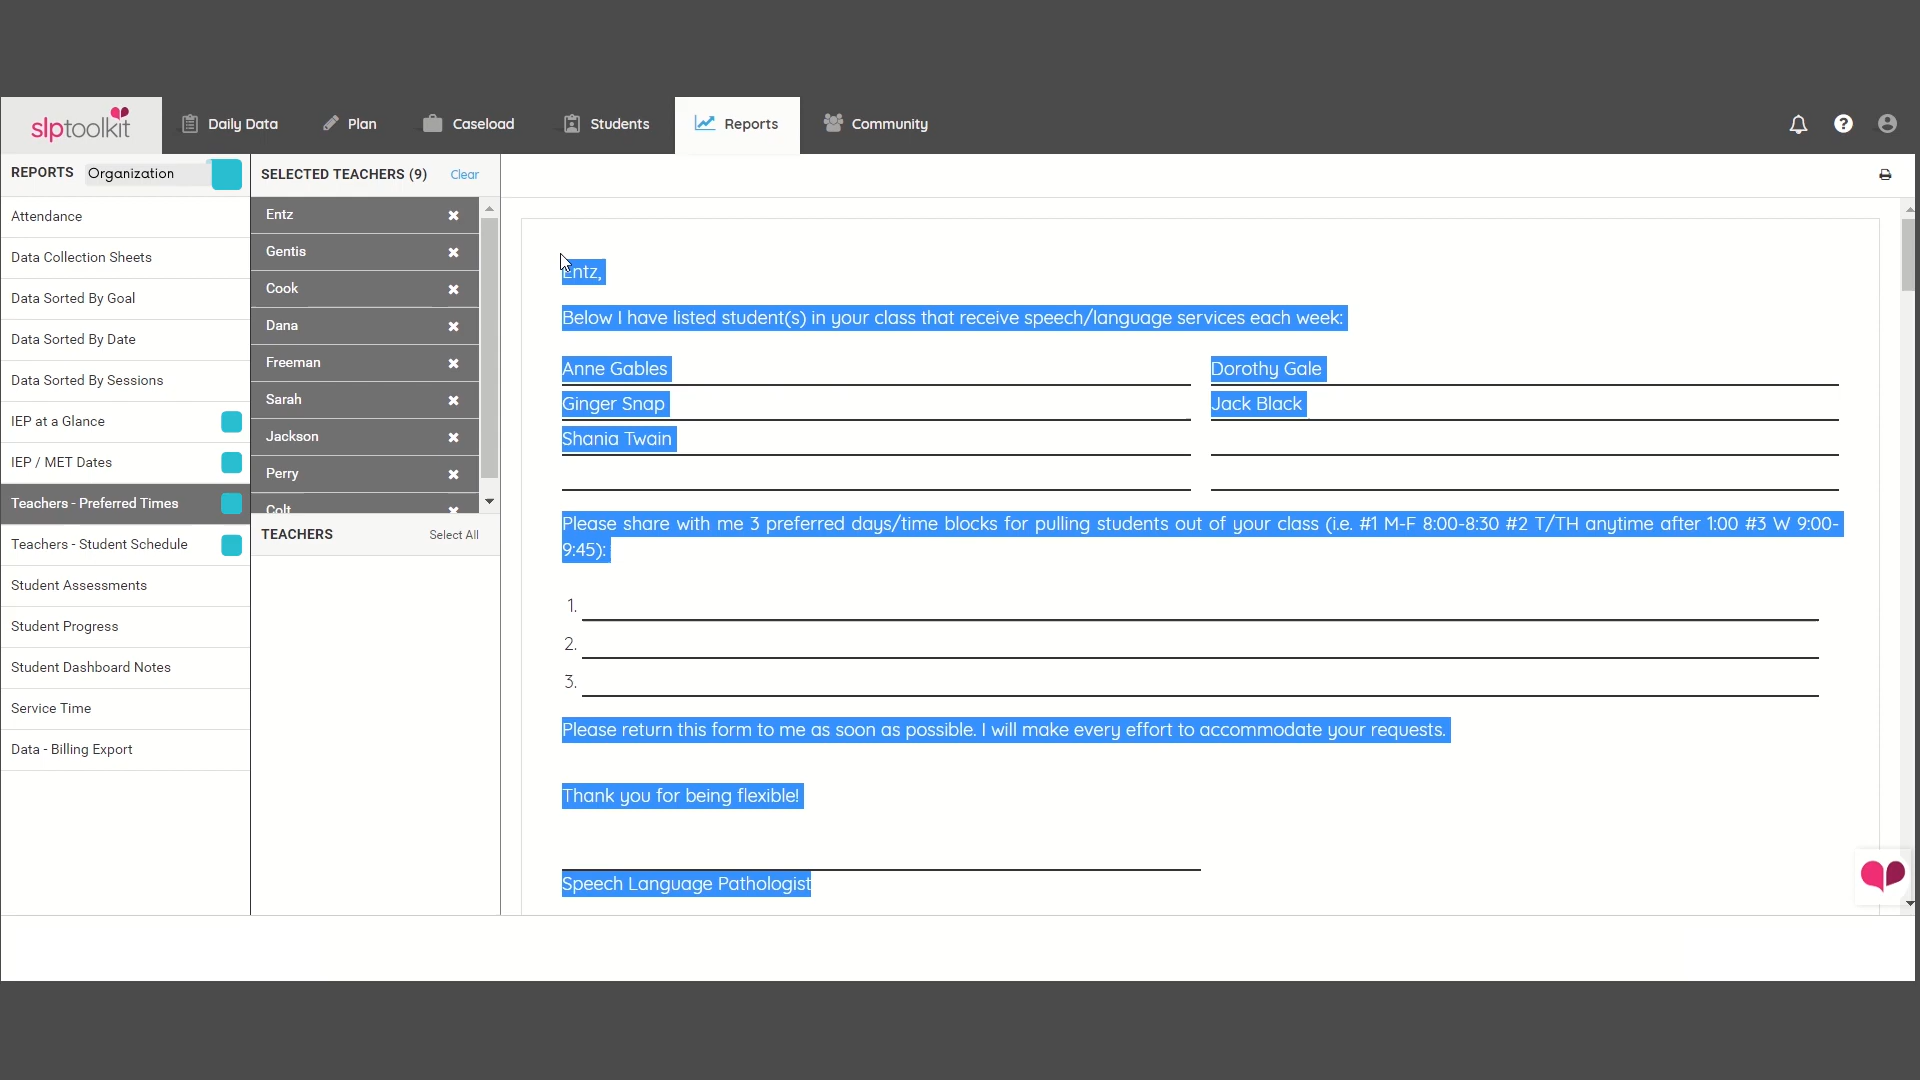 slptoolkit
Daily Data
Plan
Caseload
Students
Reports
Community
?
REPORTS
Organization
Attendance
Data Collection Sheets
Data Sorted By Goal
Data Sorted By Date
Data Sorted By Sessions
IEP at a Glance
IEP / MET Dates
Teachers - Preferred Times
Teachers - Student Schedule
Student Assessments
Student Progress
Student Dashboard Notes
Service Time
Data - Billing Export
SELECTED TEACHERS (9)
Clear
Entz
Gentis
Cook
Dana
Freeman
Sarah
Jackson
Perry
Colt
TEACHERS
Select All
Entz,
Below I have listed student(s) in your class that receive speech/language services each week:
Anne Gables
Dorothy Gale
Ginger Snap
Jack Black
Shania Twain
Please share with me 3 preferred days/time blocks for pulling students out of your class (i.e. #1 M-F 8:00-8:30 #2 T/TH anytime after 1:00 #3 W 9:00-
9:45):
1.
2.
3.
Please return this form to me as soon as possible. I will make every effort to accommodate your requests.
Thank you for being flexible!
Speech Language Pathologist